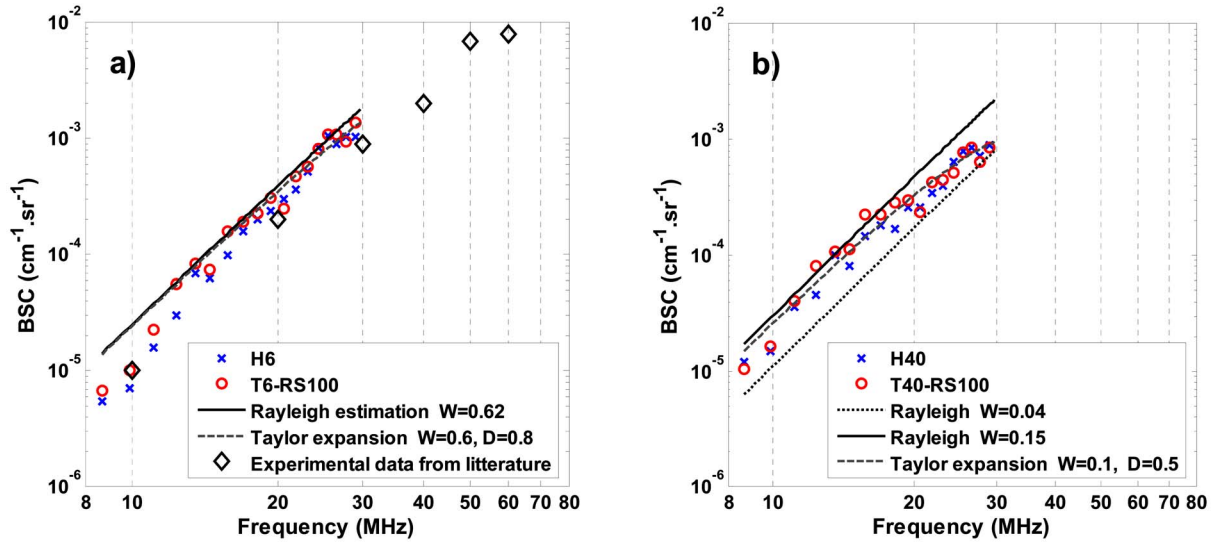 a)
BSC (cm⁻¹.sr⁻¹)
10⁻²
10⁻³
10⁻⁴
10⁻⁵
10⁻⁶
H6
T6-RS100
Rayleigh estimation W=0.62
Taylor expansion W=0.6, D=0.8
Experimental data from litterature
8 10 20 30 40 50 60 70 80
Frequency (MHz)
b)
BSC (cm⁻¹.sr⁻¹)
10⁻²
10⁻³
10⁻⁴
10⁻⁵
10⁻⁶
H40
T40-RS100
Rayleigh W=0.04
Rayleigh W=0.15
Taylor expansion W=0.1, D=0.5
8 10 20 30 40 50 60 70 80
Frequency (MHz)